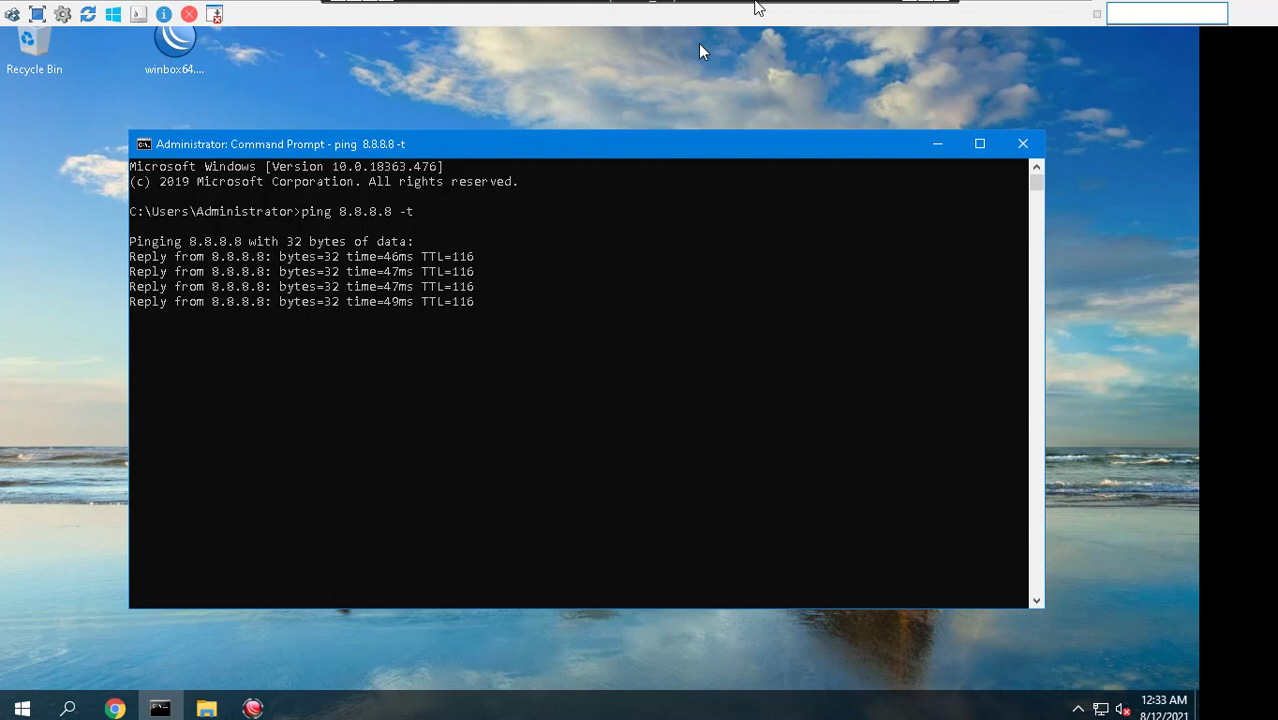 Recycle Bin
winbox64....
Administrator: Command Prompt - ping 8.8.8.8 -t
Microsoft Windows [Version 10.0.18363.476]
(c) 2019 Microsoft Corporation. All rights reserved.
C:\Users\Administrator>ping 8.8.8.8 -t
Pinging 8.8.8.8 with 32 bytes of data:
Reply from 8.8.8.8: bytes=32 time=46ms TTL=116
Reply from 8.8.8.8: bytes=32 time=47ms TTL=116
Reply from 8.8.8.8: bytes=32 time=47ms TTL=116
Reply from 8.8.8.8: bytes=32 time=49ms TTL=116
12:33 AM
8/12/2021